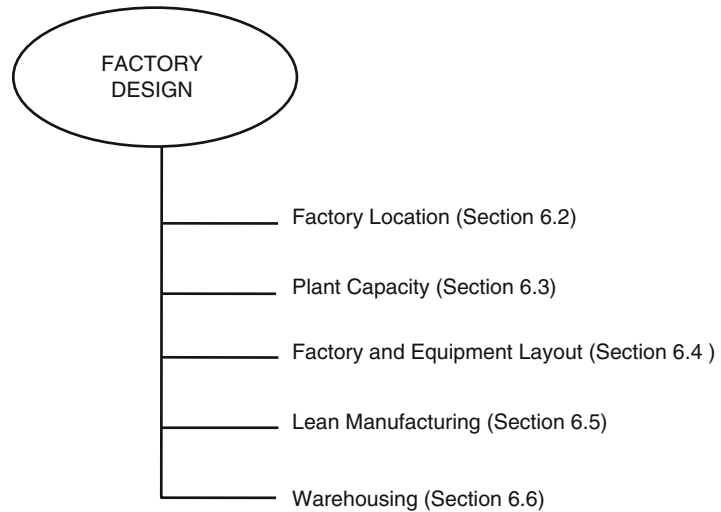 FACTORY
DESIGN
Factory Location (Section 6.2)
Plant Capacity (Section 6.3)
Factory and Equipment Layout (Section 6.4 )
Lean Manufacturing (Section 6.5)
Warehousing (Section 6.6)